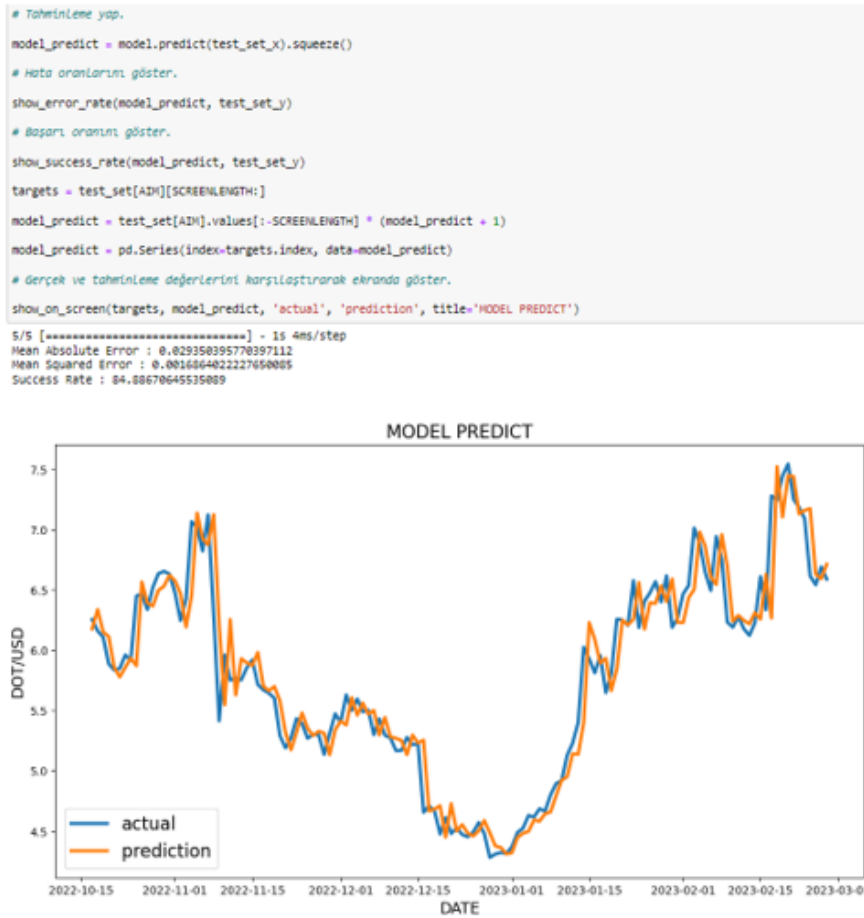 # Tahminleme yap.
model_predict = model.predict(test_set_x).squeeze()
# Hata oranlarını göster.
show_error_rate(model_predict, test_set_y)
# Başarı oranını göster.
show_success_rate(model_predict, test_set_y)
targets = test_set[AIM][SCREENLENGTH:]
model_predict = test_set[AIM].values[:-SCREENLENGTH] * (model_predict + 1)
model_predict = pd.Series(index=targets.index, data=model_predict)
# Gerçek ve tahminleme değerlerini karşılaştırarak ekranda göster.
show_on_screen(targets, model_predict, 'actual', 'prediction', title='MODEL PREDICT')
5/5 [==============================] - 1s 4ms/step
Mean Absolute Error : 0.029350395770397112
Mean Squared Error : 0.0016864022227650085
Success Rate : 84.88670645535089
MODEL PREDICT
7.5
7.0
6.5
6.0
5.5
5.0
4.5
DOT/USD
actual
prediction
2022-10-15 2022-11-01 2022-11-15 2022-12-01 2022-12-15 2023-01-01 2023-01-15 2023-02-01 2023-02-15 2023-03-0
DATE